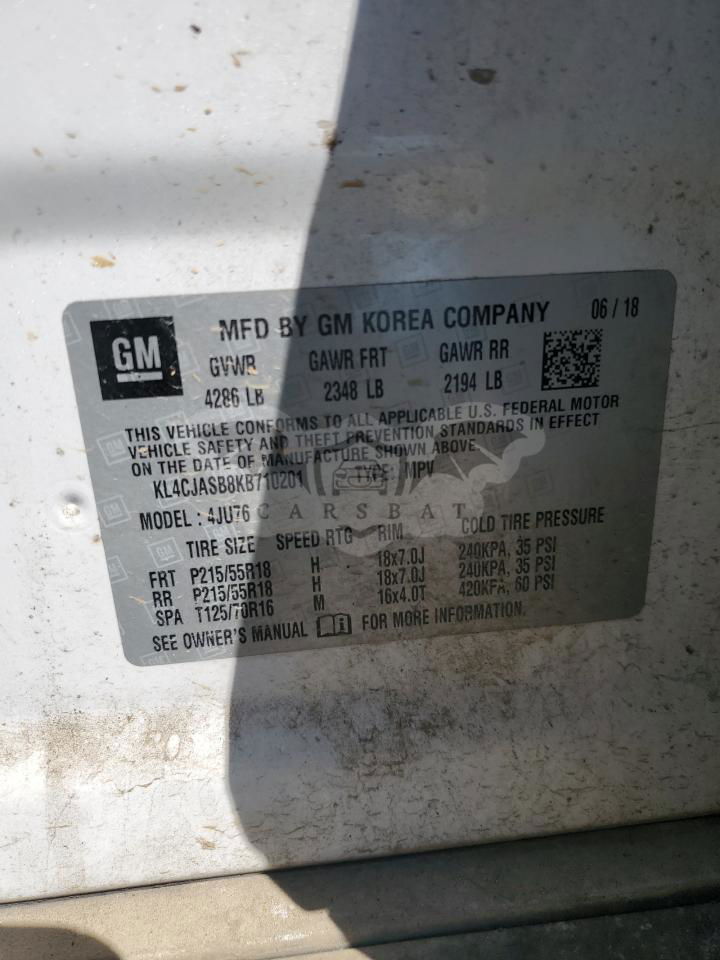 GM
MFD BY GM KOREA COMPANY 06 / 18
GVWR GAWR FRT GAWR RR
4286 LB 2348 LB 2194 LB
THIS VEHICLE CONFORMS TO ALL APPLICABLE U.S. FEDERAL MOTOR
VEHICLE SAFETY AND THEFT PREVENTION STANDARDS IN EFFECT
ON THE DATE OF MANUFACTURE SHOWN ABOVE.
KL4CJASB8KB710201 TYPE: MPV
MODEL : 4JU76
CARSBAT
TIRE SIZE SPEED RTG RIM COLD TIRE PRESSURE
FRT P215/55R18 H 18x7.0J 240KPA, 35 PSI
RR P215/55R18 H 18x7.0J 240KPA, 35 PSI
SPA T125/70R16 M 16x4.0T 420KPA, 60 PSI
SEE OWNER'S MANUAL FOR MORE INFORMATION.